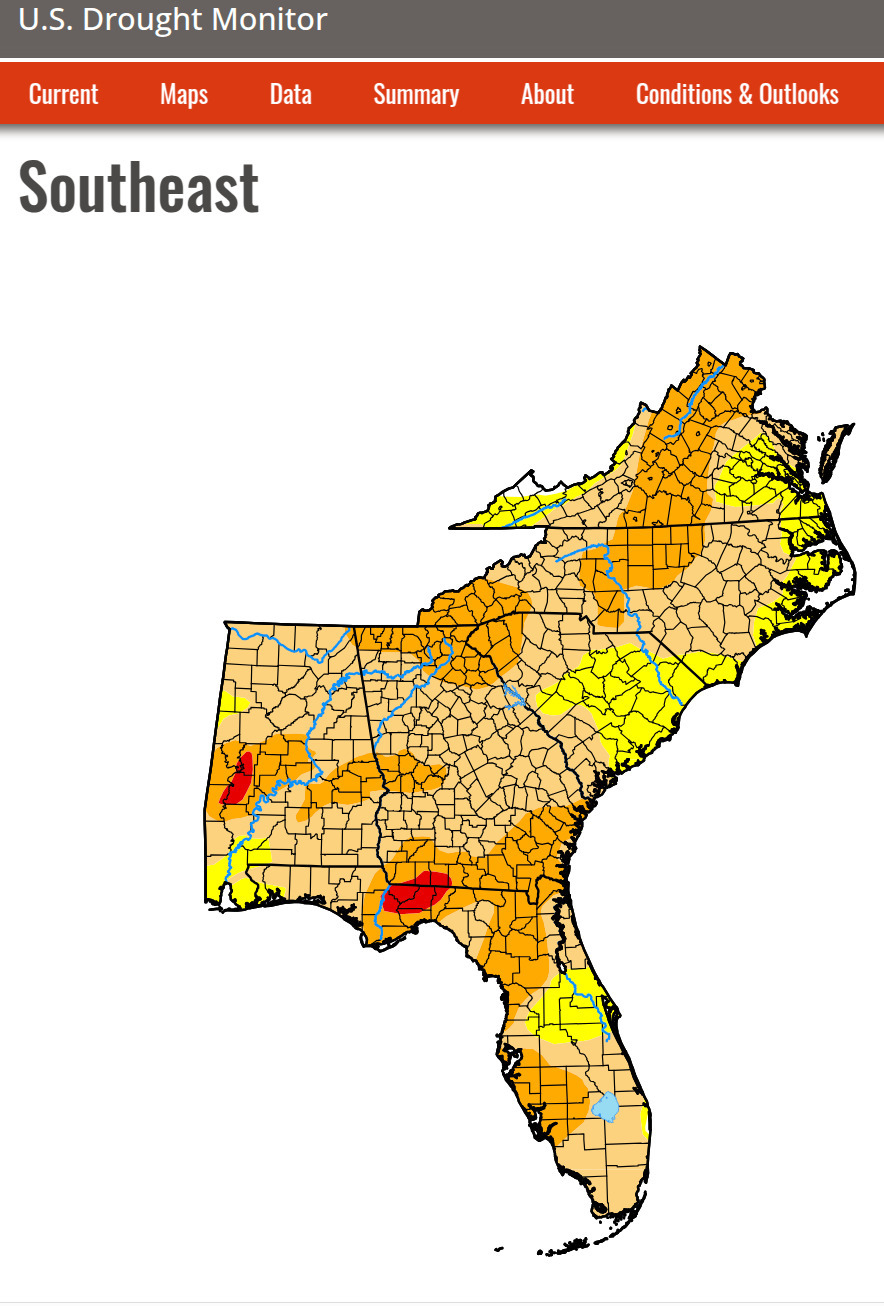 U.S. Drought Monitor
Current Maps Data Summary About Conditions & Outlooks
Southeast